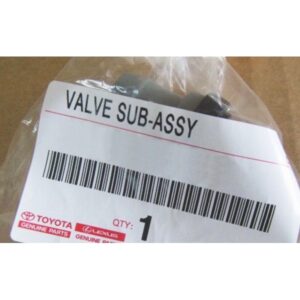 VALVE SUB-ASSY
TOYOTA LEXUS QTY: 1
GENUINE PARTS GENUINE PARTS